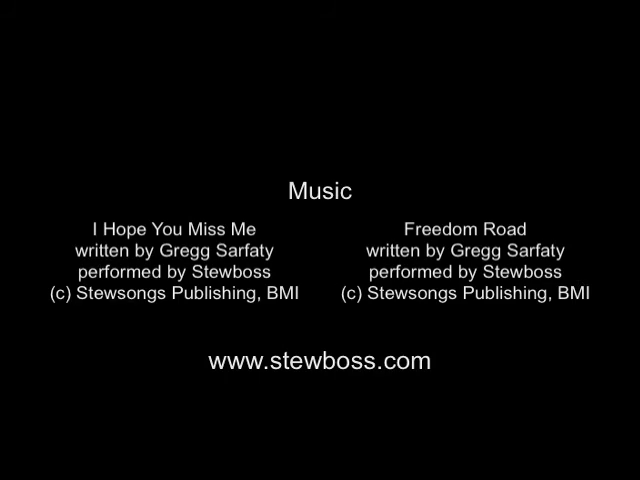 Music
I Hope You Miss Me
written by Gregg Sarfaty
performed by Stewboss
(c) Stewsongs Publishing, BMI
Freedom Road
written by Gregg Sarfaty
performed by Stewboss
(c) Stewsongs Publishing, BMI
www.stewboss.com